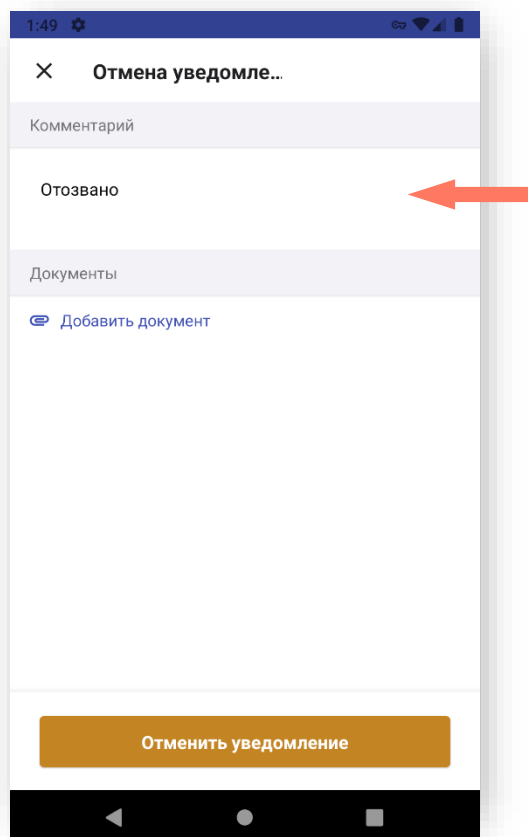 1:49
Отмена уведомле...
Комментарий
Отозвано
Документы
Добавить документ
Отменить уведомление